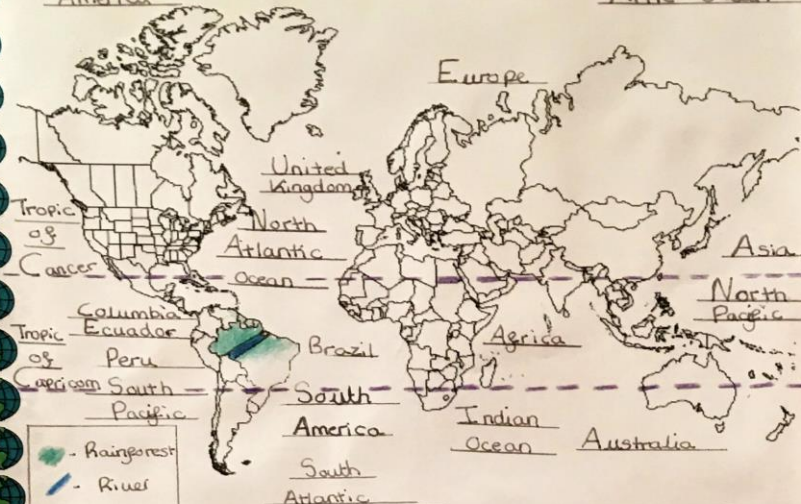 America
Europe
United
Kingdom
Tropic
of
Cancer
North
Atlantic
Ocean
Asia
North
Pacific
Columbia
Ecuador
Peru
Tropic
of
Capricorn
South
Pacific
Brazil
Africa
South
America
South
Atlantic
Indian
Ocean
Australia
- Rainforest
- River